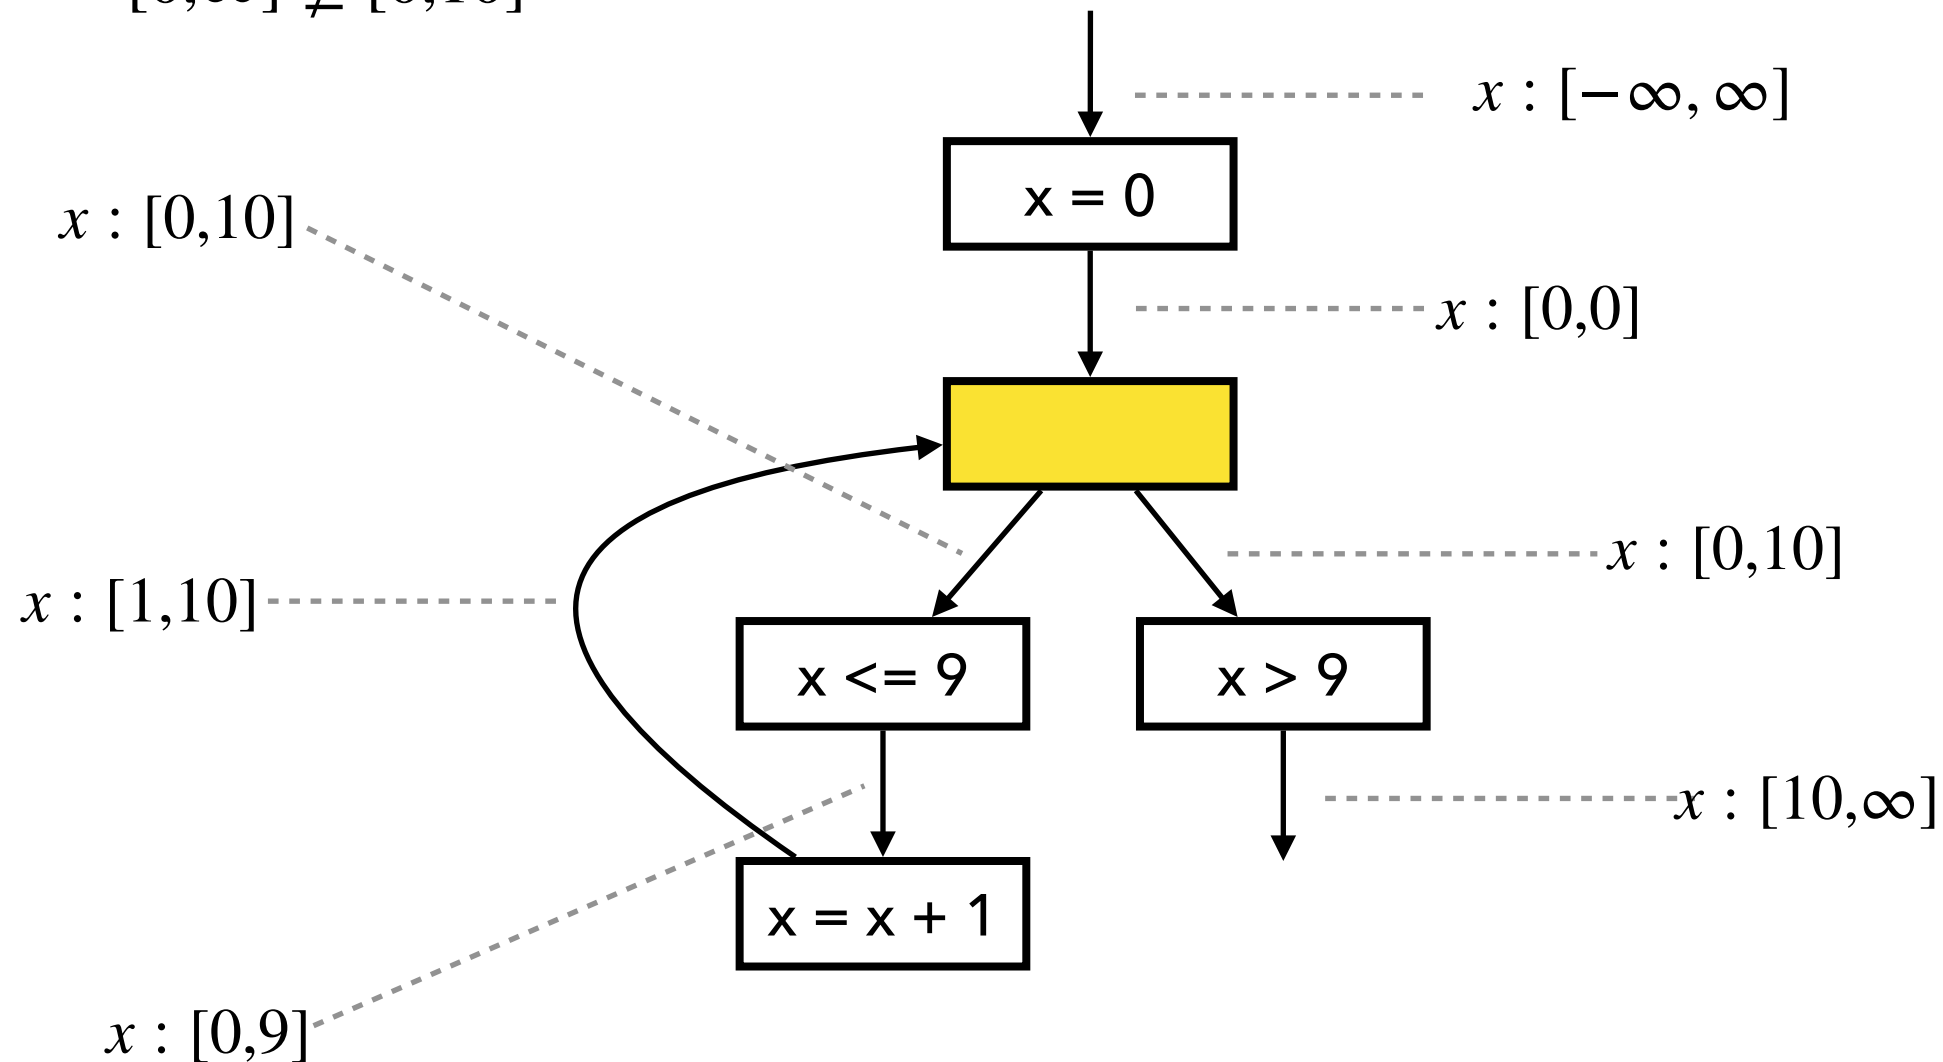 x : [−∞, ∞]
x = 0
x : [0,10]
x : [0,0]
x : [0,10]
x : [1,10]
x <= 9
x > 9
x : [10,∞]
x = x + 1
x : [0,9]